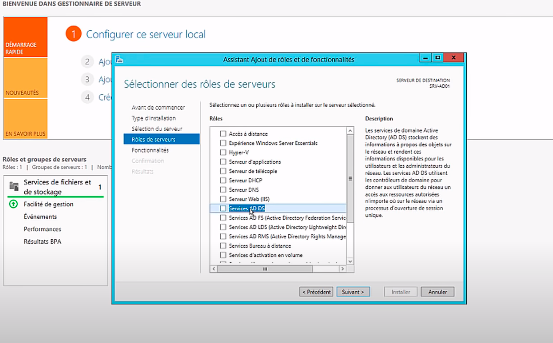 BIENVENUE DANS GESTIONNAIRE DE SERVEUR
DÉMARRAGE
RAPIDE
NOUVEAUTÉS
EN SAVOIR PLUS
1 Configurer ce serveur local
2 Ajou
3 Ajou
4 Cré
Rôles et groupes de serveurs
Rôles : 1 | Groupes de serveurs : 1 | Nomb
Services de fichiers et
de stockage 1
Facilité de gestion
Événements
Performances
Résultats BPA
Assistant Ajout de rôles et de fonctionnalités
Sélectionner des rôles de serveurs
SERVEUR DE DESTINATION
SRV-AD01
Avant de commencer
Type d'installation
Sélection du serveur
Rôles de serveurs
Fonctionnalités
Confirmation
Résultats
Sélectionnez un ou plusieurs rôles à installer sur le serveur sélectionné.
Rôles
Accès à distance
Expérience Windows Server Essentials
Hyper-V
Serveur d'applications
Serveur de télécopie
Serveur DHCP
Serveur DNS
Serveur Web (IIS)
Services AD DS
Services AD FS (Active Directory Federation Servic
Services AD LDS (Active Directory Lightweight Dire
Services AD RMS (Active Directory Rights Manage
Services Bureau à distance
Services d'activation en volume
Description
Les services de domaine Active
Directory (AD DS) stockent des
informations à propos des objets sur
le réseau et rendent ces
informations disponibles pour les
utilisateurs et les administrateurs du
réseau. Les services AD DS utilisent
les contrôleurs de domaine pour
donner aux utilisateurs du réseau un
accès aux ressources autorisées
n'importe où sur le réseau via un
processus d'ouverture de session
unique.
< Précédent
Suivant >
Installer
Annuler